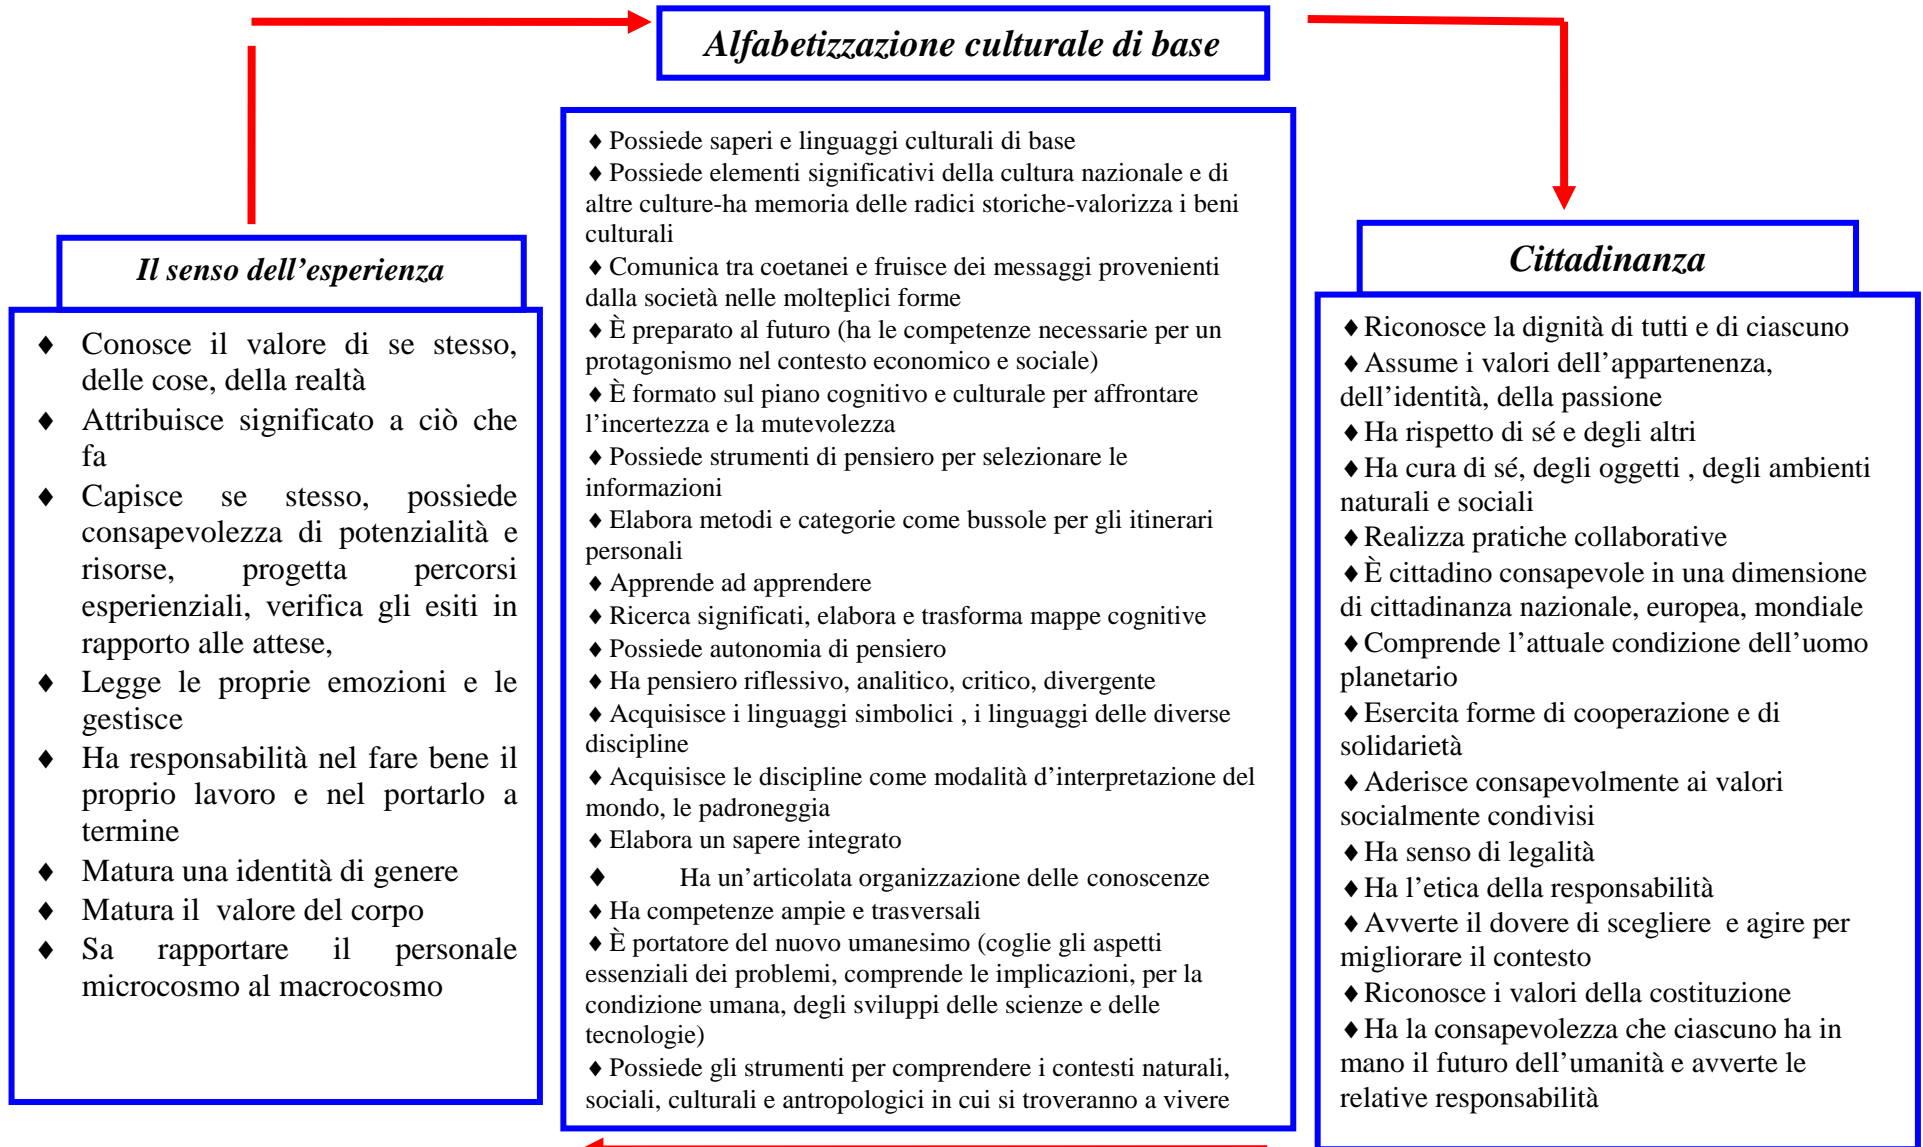 Alfabetizzazione culturale di base
Il senso dell’esperienza
♦ Conosce il valore di se stesso,
delle cose, della realtà
♦ Attribuisce significato a ciò che
fa
♦ Capisce se stesso, possiede
consapevolezza di potenzialità e
risorse, progetta percorsi
esperienziali, verifica gli esiti in
rapporto alle attese,
♦ Legge le proprie emozioni e le
gestisce
♦ Ha responsabilità nel fare bene il
proprio lavoro e nel portarlo a
termine
♦ Matura una identità di genere
♦ Matura il valore del corpo
♦ Sa rapportare il personale
microcosmo al macrocosmo
♦ Possiede saperi e linguaggi culturali di base
♦ Possiede elementi significativi della cultura nazionale e di
altre culture-ha memoria delle radici storiche-valorizza i beni
culturali
♦ Comunica tra coetanei e fruisce dei messaggi provenienti
dalla società nelle molteplici forme
♦ È preparato al futuro (ha le competenze necessarie per un
protagonismo nel contesto economico e sociale)
♦ È formato sul piano cognitivo e culturale per affrontare
l’incertezza e la mutevolezza
♦ Possiede strumenti di pensiero per selezionare le
informazioni
♦ Elabora metodi e categorie come bussole per gli itinerari
personali
♦ Apprende ad apprendere
♦ Ricerca significati, elabora e trasforma mappe cognitive
♦ Possiede autonomia di pensiero
♦ Ha pensiero riflessivo, analitico, critico, divergente
♦ Acquisisce i linguaggi simbolici , i linguaggi delle diverse
discipline
♦ Acquisisce le discipline come modalità d’interpretazione del
mondo, le padroneggia
♦ Elabora un sapere integrato
♦ Ha un’articolata organizzazione delle conoscenze
♦ Ha competenze ampie e trasversali
♦ È portatore del nuovo umanesimo (coglie gli aspetti
essenziali dei problemi, comprende le implicazioni, per la
condizione umana, degli sviluppi delle scienze e delle
tecnologie)
♦ Possiede gli strumenti per comprendere i contesti naturali,
sociali, culturali e antropologici in cui si troveranno a vivere
Cittadinanza
♦ Riconosce la dignità di tutti e di ciascuno
♦ Assume i valori dell’appartenenza,
dell’identità, della passione
♦ Ha rispetto di sé e degli altri
♦ Ha cura di sé, degli oggetti , degli ambienti
naturali e sociali
♦ Realizza pratiche collaborative
♦ È cittadino consapevole in una dimensione
di cittadinanza nazionale, europea, mondiale
♦ Comprende l’attuale condizione dell’uomo
planetario
♦ Esercita forme di cooperazione e di
solidarietà
♦ Aderisce consapevolmente ai valori
socialmente condivisi
♦ Ha senso di legalità
♦ Ha l’etica della responsabilità
♦ Avverte il dovere di scegliere e agire per
migliorare il contesto
♦ Riconosce i valori della costituzione
♦ Ha la consapevolezza che ciascuno ha in
mano il futuro dell’umanità e avverte le
relative responsabilità